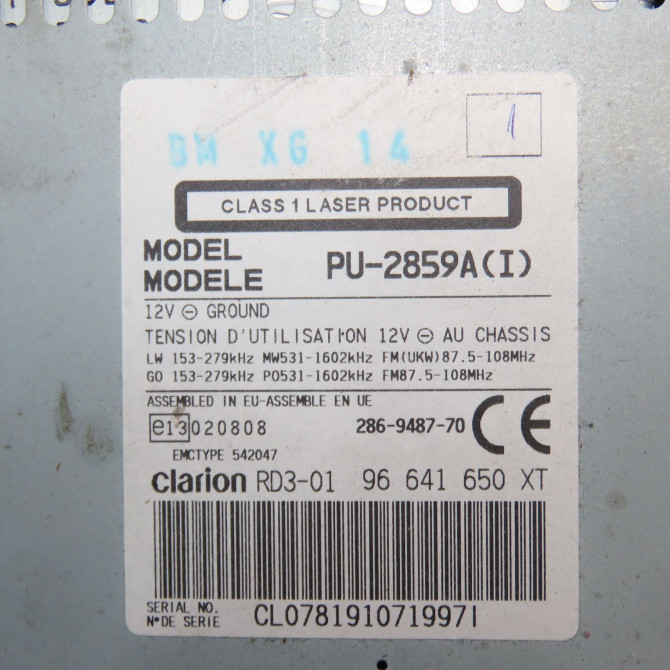 1
BM XG 14
CLASS 1 LASER PRODUCT
MODEL
MODELE PU-2859A(I)
12V ⊖ GROUND
TENSION D'UTILISATION 12V ⊖ AU CHASSIS
LW 153-279kHz MW531-1602kHz FM(UKW)87.5-108MHz
GO 153-279kHz PO531-1602kHz FM87.5-108MHz
ASSEMBLED IN EU-ASSEMBLE EN UE
e13 020808 286-9487-70 CE
EMCTYPE 542047
clarion RD3-01 96 641 650 XT
SERIAL NO.
N° DE SERIE CL078191071997I